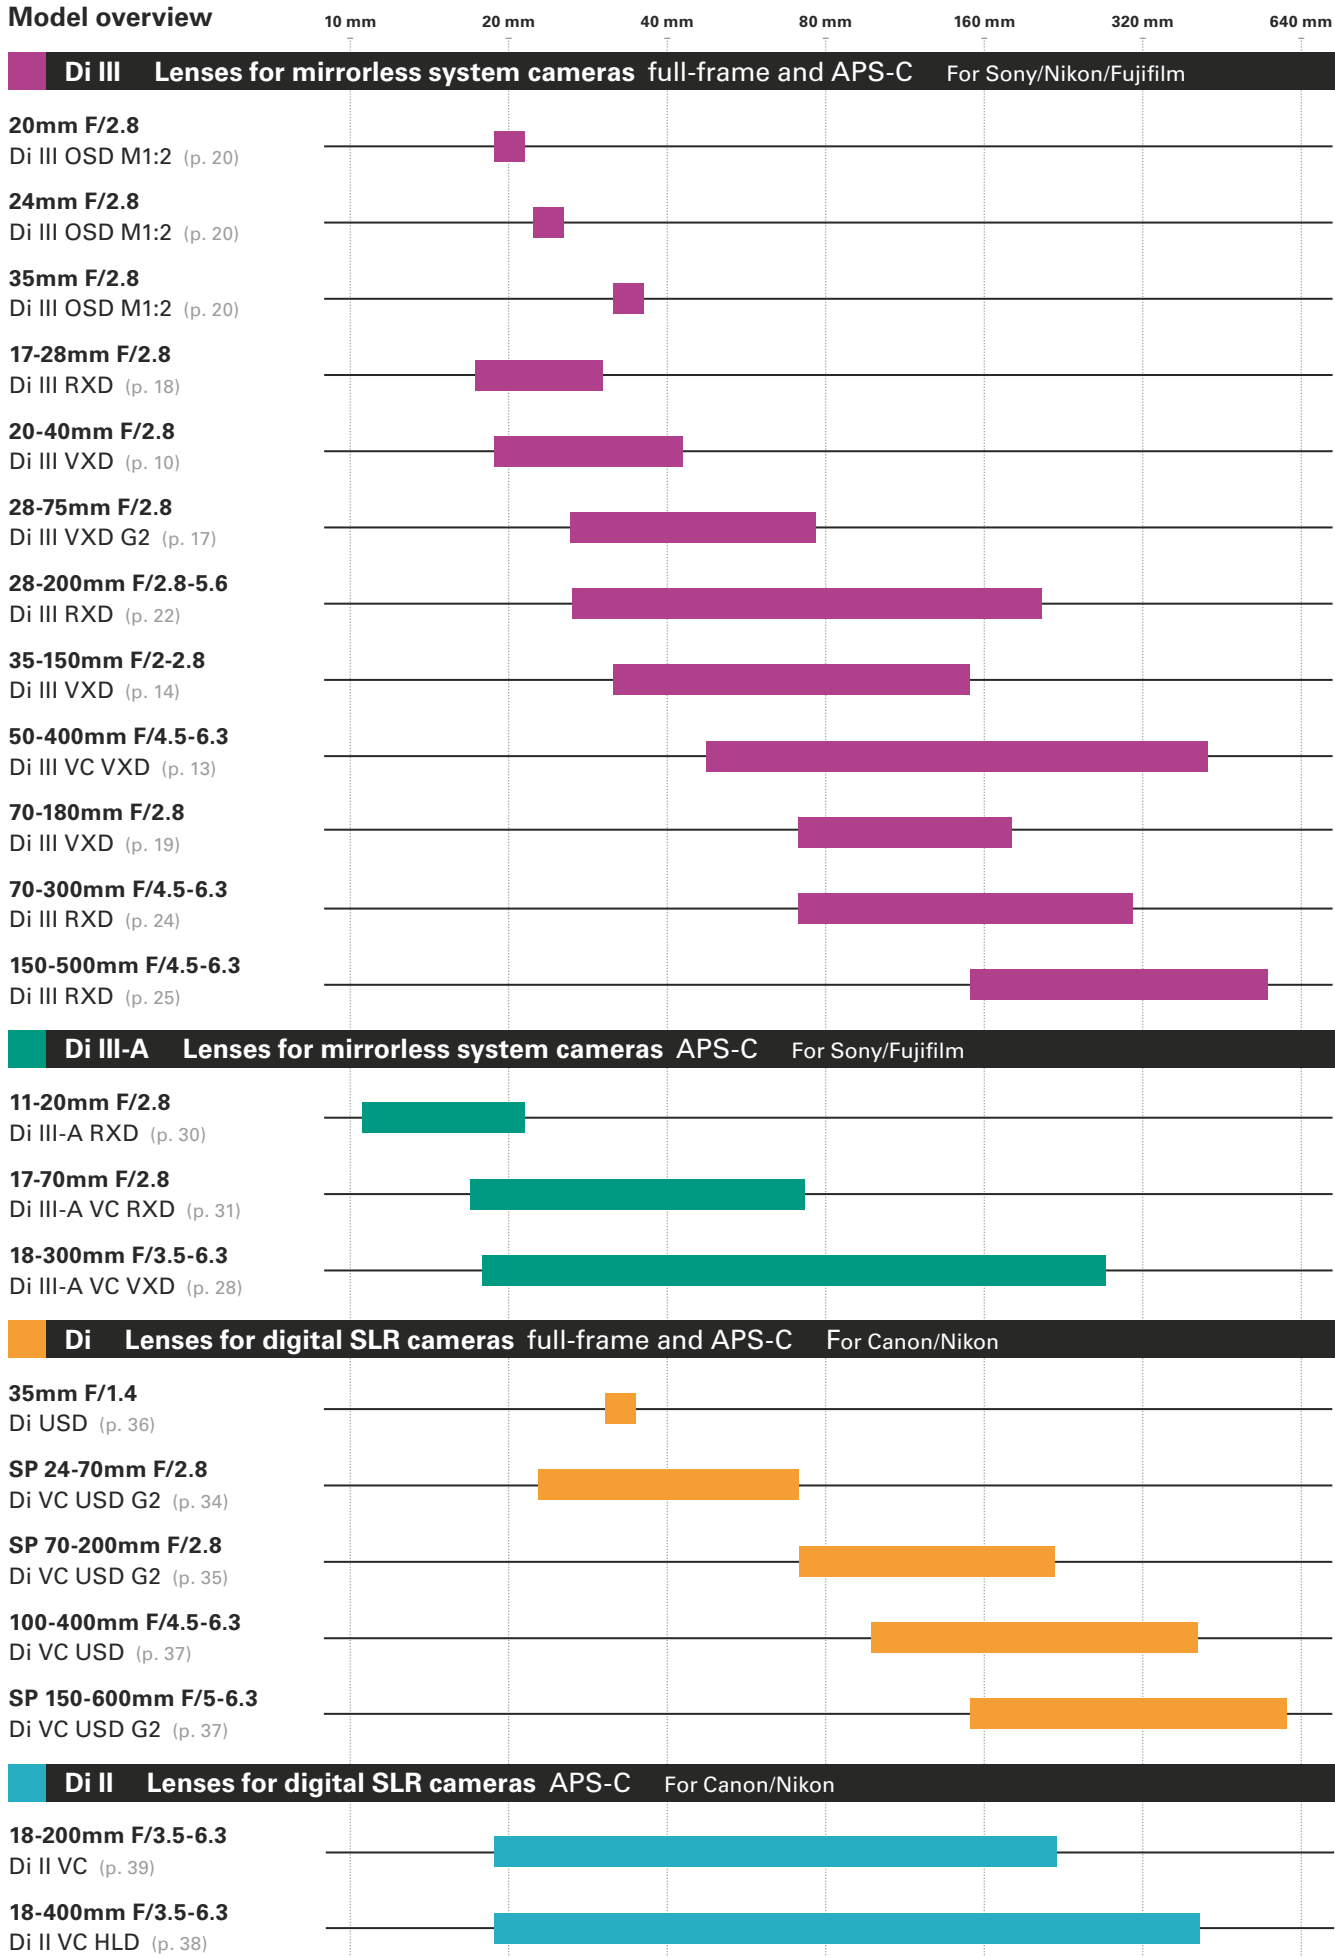 Model overview 10 mm 20 mm 40 mm 80 mm 160 mm 320 mm 640 mm
Di III Lenses for mirrorless system cameras full-frame and APS-C For Sony/Nikon/Fujifilm
20mm F/2.8
Di III OSD M1:2 (p. 20)
24mm F/2.8
Di III OSD M1:2 (p. 20)
35mm F/2.8
Di III OSD M1:2 (p. 20)
17-28mm F/2.8
Di III RXD (p. 18)
20-40mm F/2.8
Di III VXD (p. 10)
28-75mm F/2.8
Di III VXD G2 (p. 17)
28-200mm F/2.8-5.6
Di III RXD (p. 22)
35-150mm F/2-2.8
Di III VXD (p. 14)
50-400mm F/4.5-6.3
Di III VC VXD (p. 13)
70-180mm F/2.8
Di III VXD (p. 19)
70-300mm F/4.5-6.3
Di III RXD (p. 24)
150-500mm F/4.5-6.3
Di III RXD (p. 25)
Di III-A Lenses for mirrorless system cameras APS-C For Sony/Fujifilm
11-20mm F/2.8
Di III-A RXD (p. 30)
17-70mm F/2.8
Di III-A VC RXD (p. 31)
18-300mm F/3.5-6.3
Di III-A VC VXD (p. 28)
Di Lenses for digital SLR cameras full-frame and APS-C For Canon/Nikon
35mm F/1.4
Di USD (p. 36)
SP 24-70mm F/2.8
Di VC USD G2 (p. 34)
SP 70-200mm F/2.8
Di VC USD G2 (p. 35)
100-400mm F/4.5-6.3
Di VC USD (p. 37)
SP 150-600mm F/5-6.3
Di VC USD G2 (p. 37)
Di II Lenses for digital SLR cameras APS-C For Canon/Nikon
18-200mm F/3.5-6.3
Di II VC (p. 39)
18-400mm F/3.5-6.3
Di II VC HLD (p. 38)